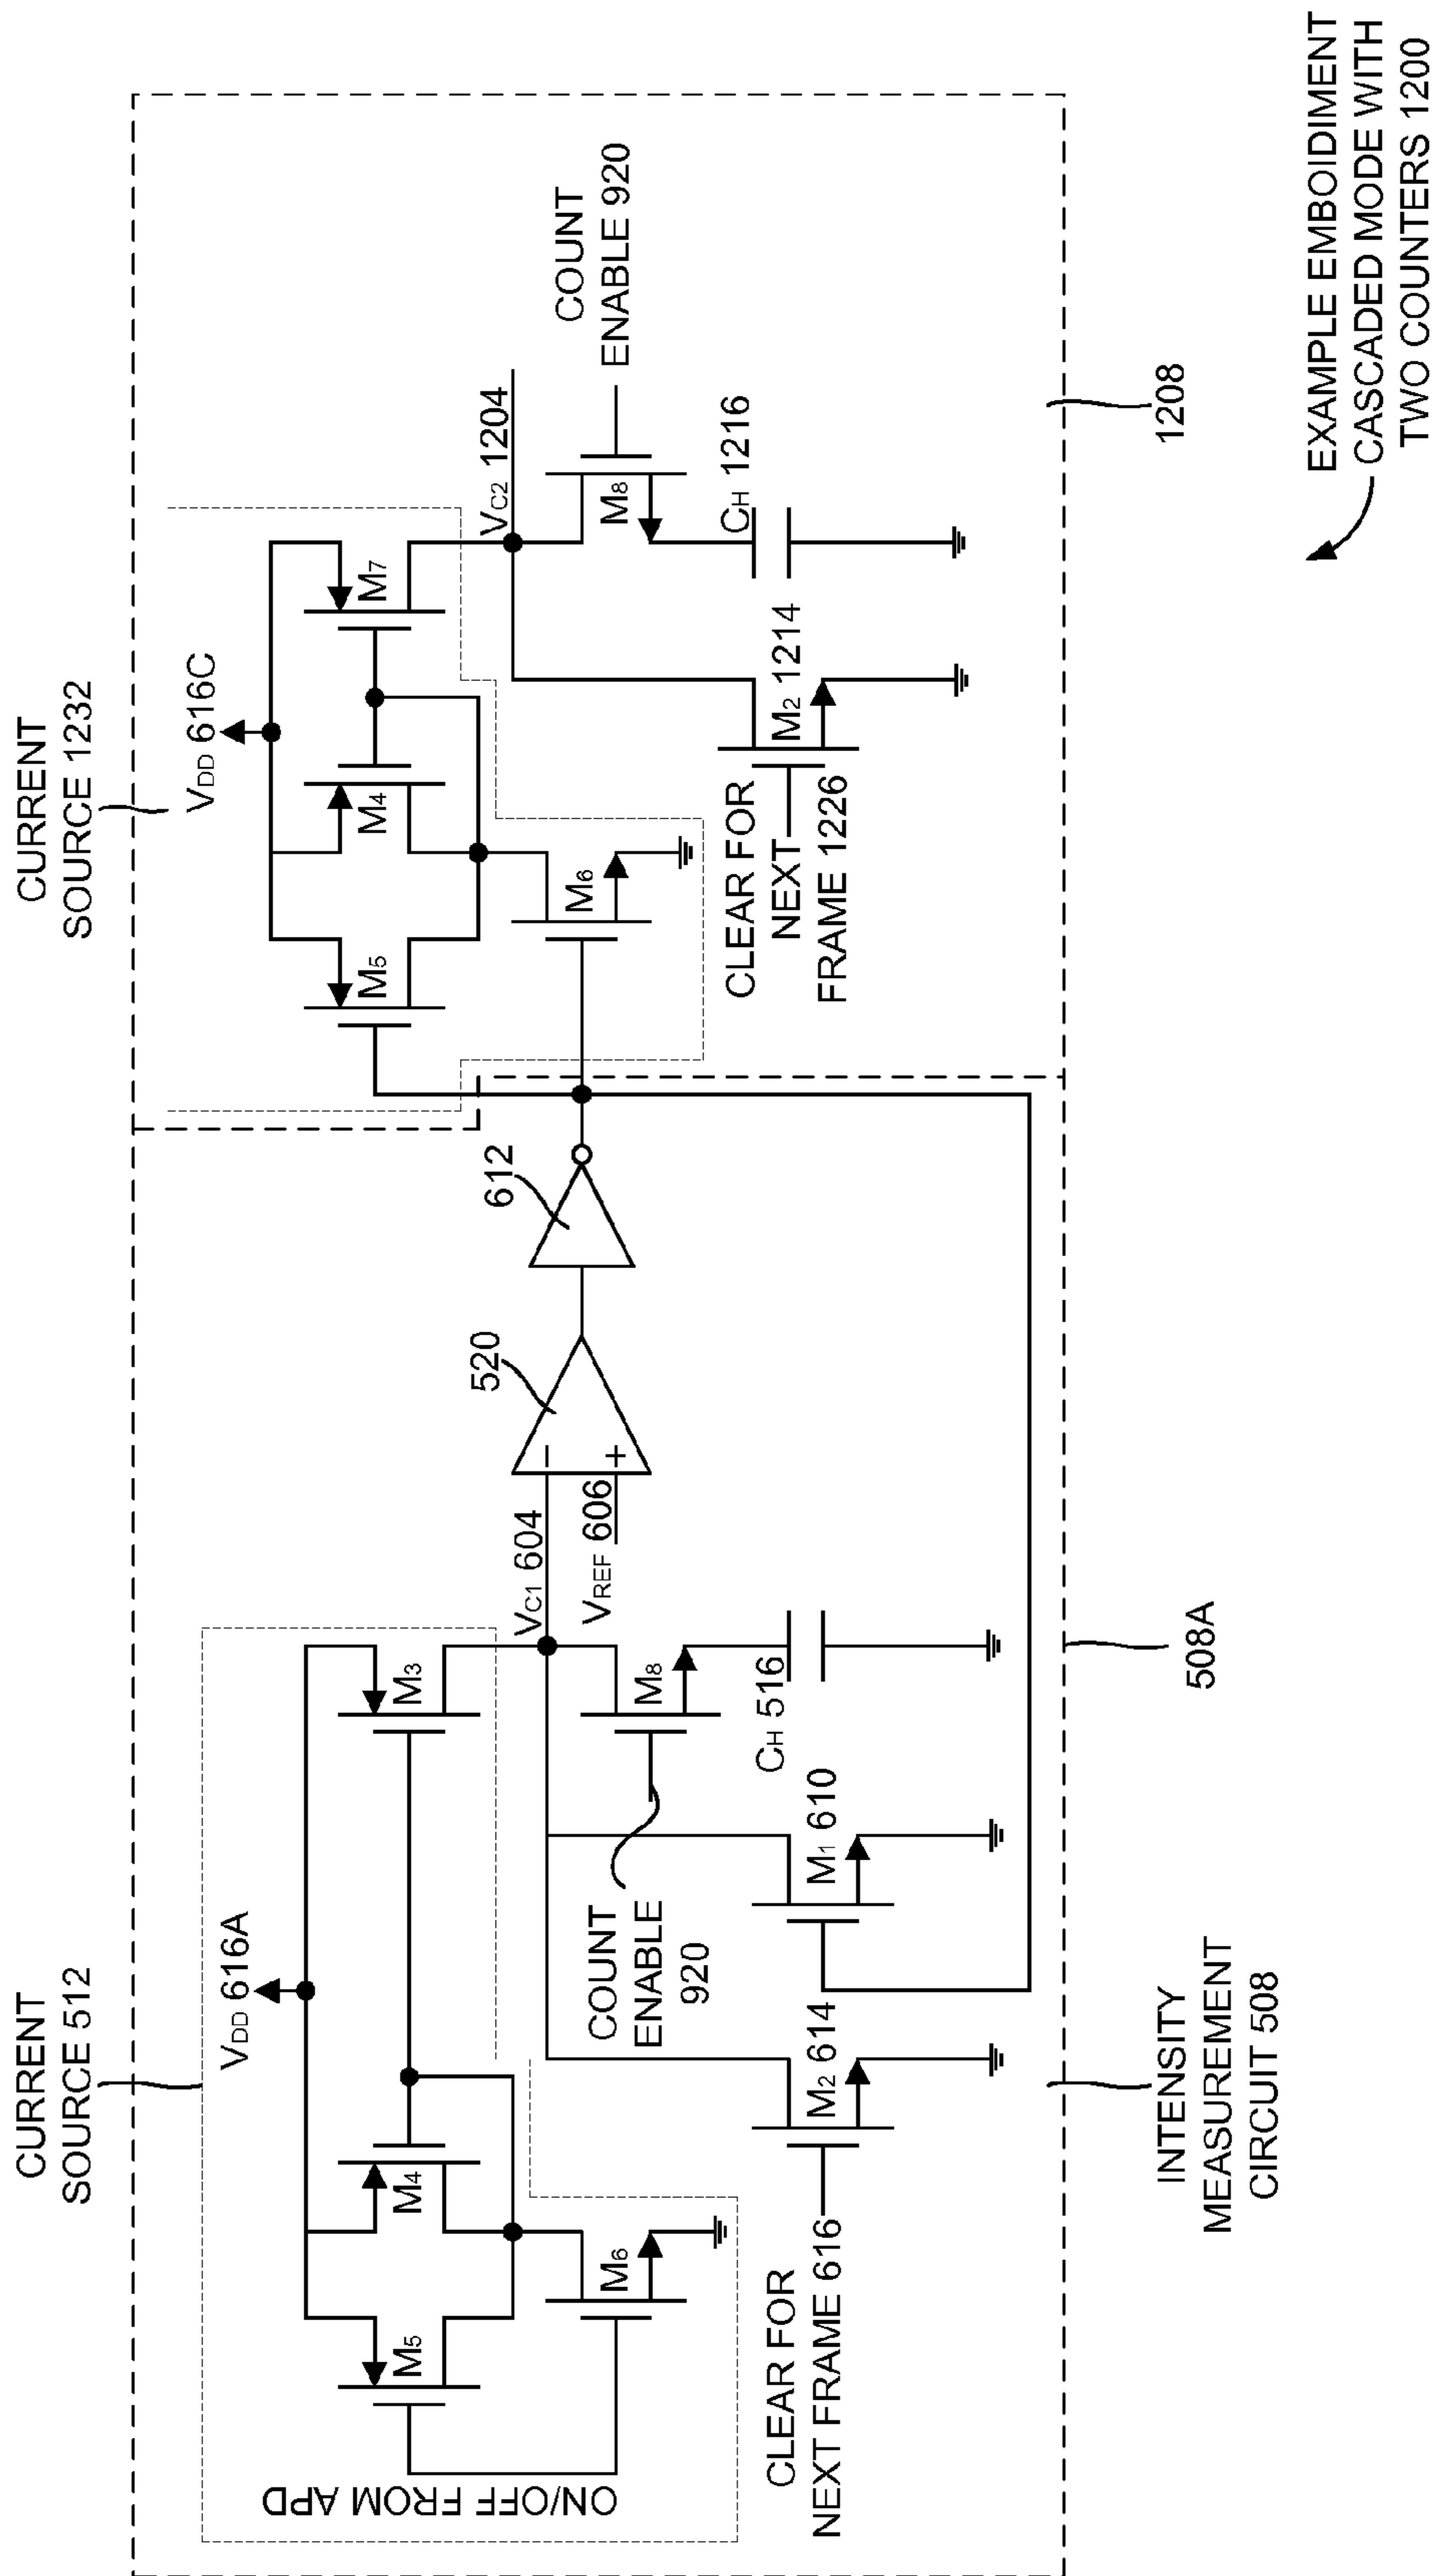 CURRENT
SOURCE 512
VDD 616A
ON/OFF FROM APD
M5
M4
M6
M3
VC1 604
VREF 606
M8
COUNT
ENABLE
920
CH 516
M1 610
M2 614
CLEAR FOR
NEXT FRAME 616
520
−
+
612
INTENSITY
MEASUREMENT
CIRCUIT 508
508A
CURRENT
SOURCE 1232
VDD 616C
M5
M4
M7
M6
VC2 1204
COUNT
ENABLE 920
M8
CH 1216
M2 1214
CLEAR FOR
NEXT
FRAME 1226
1208
EXAMPLE EMBOIDIMENT
CASCADED MODE WITH
TWO COUNTERS 1200